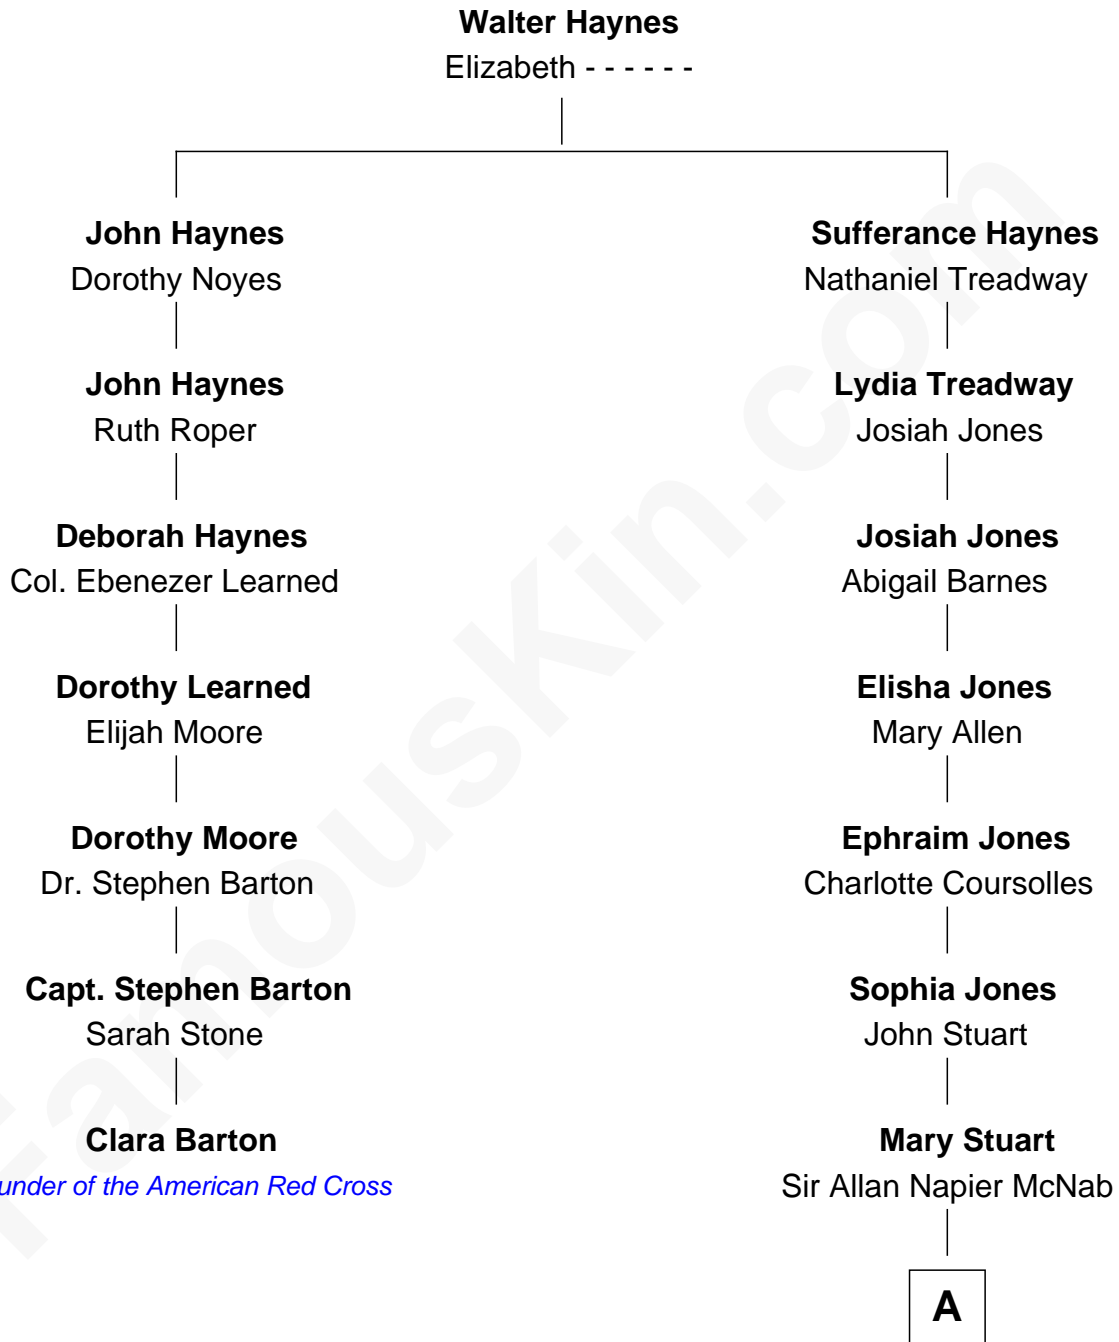 Walter Haynes
Elizabeth - - - - - -
John Haynes
Dorothy Noyes
Sufferance Haynes
Nathaniel Treadway
John Haynes
Ruth Roper
Lydia Treadway
Josiah Jones
Deborah Haynes
Col. Ebenezer Learned
Josiah Jones
Abigail Barnes
Dorothy Learned
Elijah Moore
Elisha Jones
Mary Allen
Dorothy Moore
Dr. Stephen Barton
Ephraim Jones
Charlotte Coursolles
Capt. Stephen Barton
Sarah Stone
Sophia Jones
John Stuart
Clara Barton
under of the American Red Cross
Mary Stuart
Sir Allan Napier McNab
A
FamousKin.com